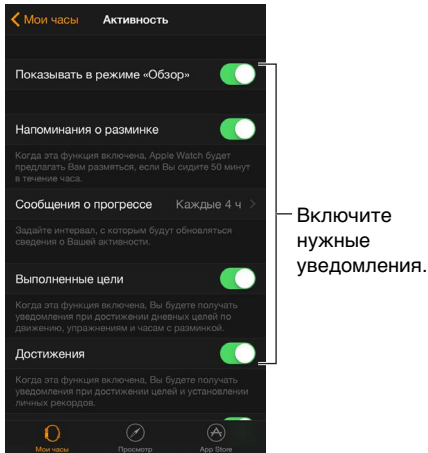 Мои часы
Активность
Показывать в режиме «Обзор»
Напоминания о разминке
Когда эта функция включена, Apple Watch будет
предлагать Вам размяться, если Вы сидите 50 минут
в течение часа.
Сообщения о прогрессе Каждые 4 ч
Задайте интервал, с которым будут обновляться
сведения о Вашей активности.
Выполненные цели
Когда эта функция включена, Вы будете получать
уведомления при достижении дневных целей по
движению, упражнениям и часам с разминкой.
Достижения
Когда эта функция включена, Вы будете получать
уведомления при достижении целей и установлении
личных рекордов.
Мои часы Просмотр App Store
Включите
нужные
уведомления.